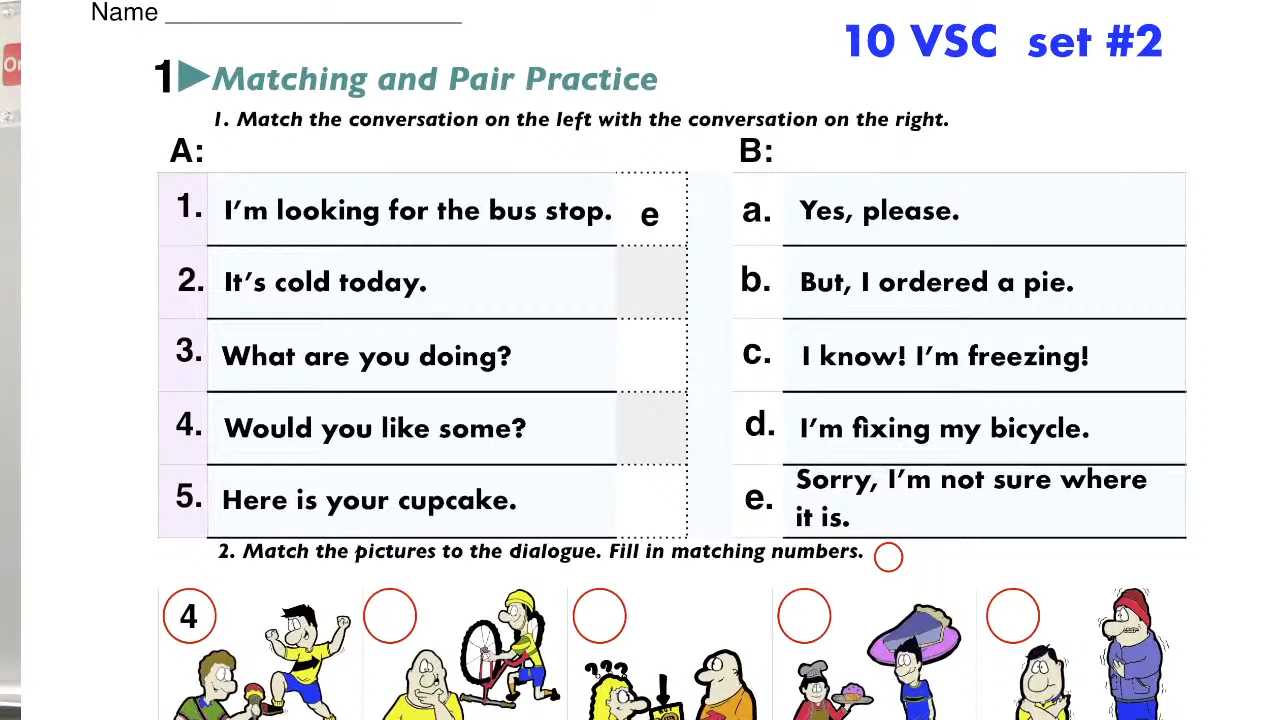 Name
10 VSC set #2
1 Matching and Pair Practice
1. Match the conversation on the left with the conversation on the right.
A: B:
1. I'm looking for the bus stop. e a. Yes, please.
2. It's cold today. b. But, I ordered a pie.
3. What are you doing? c. I know! I'm freezing!
4. Would you like some? d. I'm fixing my bicycle.
5. Here is your cupcake. e. Sorry, I'm not sure where
it is.
2. Match the pictures to the dialogue. Fill in matching numbers.
4
???